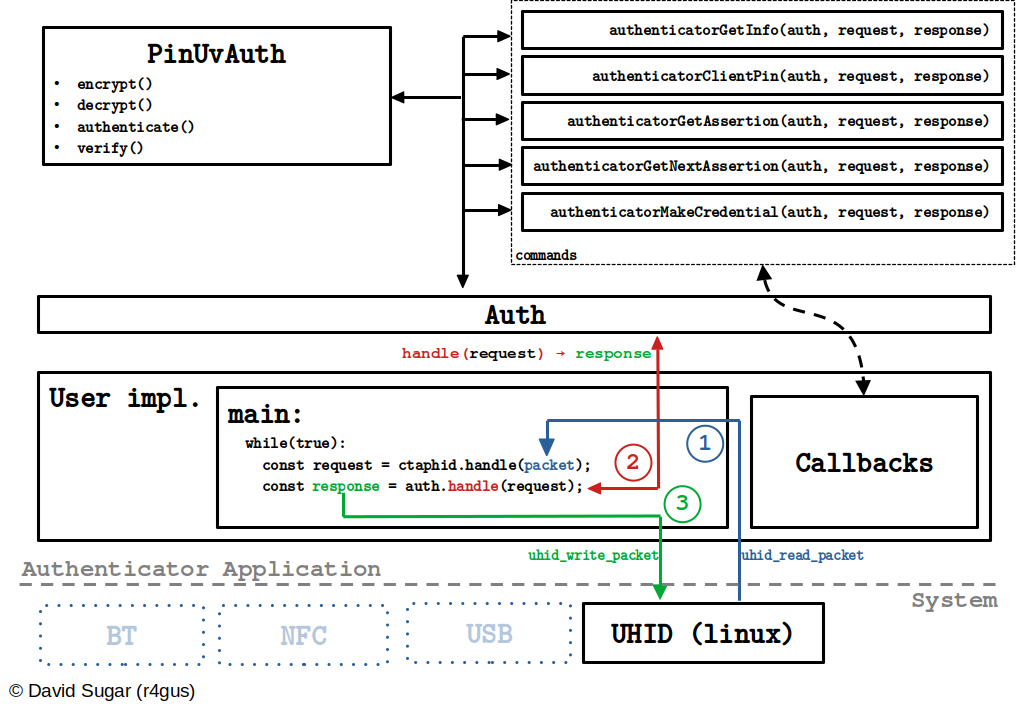 PinUvAuth
• encrypt()
• decrypt()
• authenticate()
• verify()
authenticatorGetInfo(auth, request, response)
authenticatorClientPin(auth, request, response)
authenticatorGetAssertion(auth, request, response)
authenticatorGetNextAssertion(auth, request, response)
authenticatorMakeCredential(auth, request, response)
commands
Auth
handle(request) → response
User impl.
main:
while(true):
const request = ctaphid.handle(packet);
const response = auth.handle(request);
1
2
3
Callbacks
uhid_write_packet
uhid_read_packet
Authenticator Application
System
BT
NFC
USB
UHID (linux)
© David Sugar (r4gus)